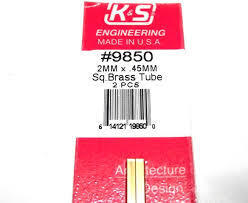 K&S
ENGINEERING
MADE IN U.S.A.
#9850
2MM x .45MM
Sq.Brass Tube
2 PCS
6 14121 19850 0
Architecture
Design